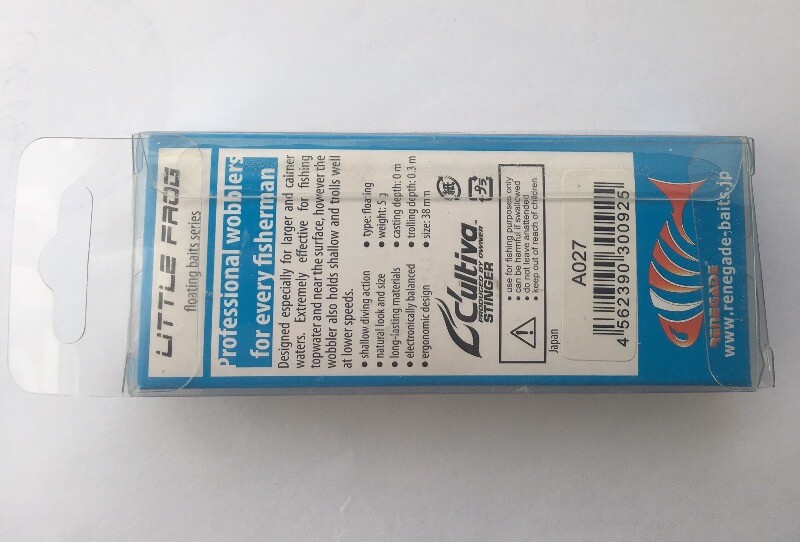 LITTLE FROG
floating baits series
Professional wobblers
for every fisherman
Designed especially for larger and calmer
waters. Extremely effective for fishing
topwater and near the surface, however the
wobbler also holds shallow and trolls well
at lower speeds.
• shallow diving action
• natural look and size
• long-lasting materials
• electronically balanced
• ergonomic design
• type: floating
• weight: 5 g
• casting depth: 0 m
• trolling depth: 0.3 m
• size: 38 mm
C'ultiva™
PRODUCED BY OWNER
STINGER
紙
PS
• use for fishing purposes only
• can be harmful if swallowed
• do not leave anattended
• keep out of reach of children
Japan
A027
4 562390 300925
RENEGADE
www.renegade-baits.jp